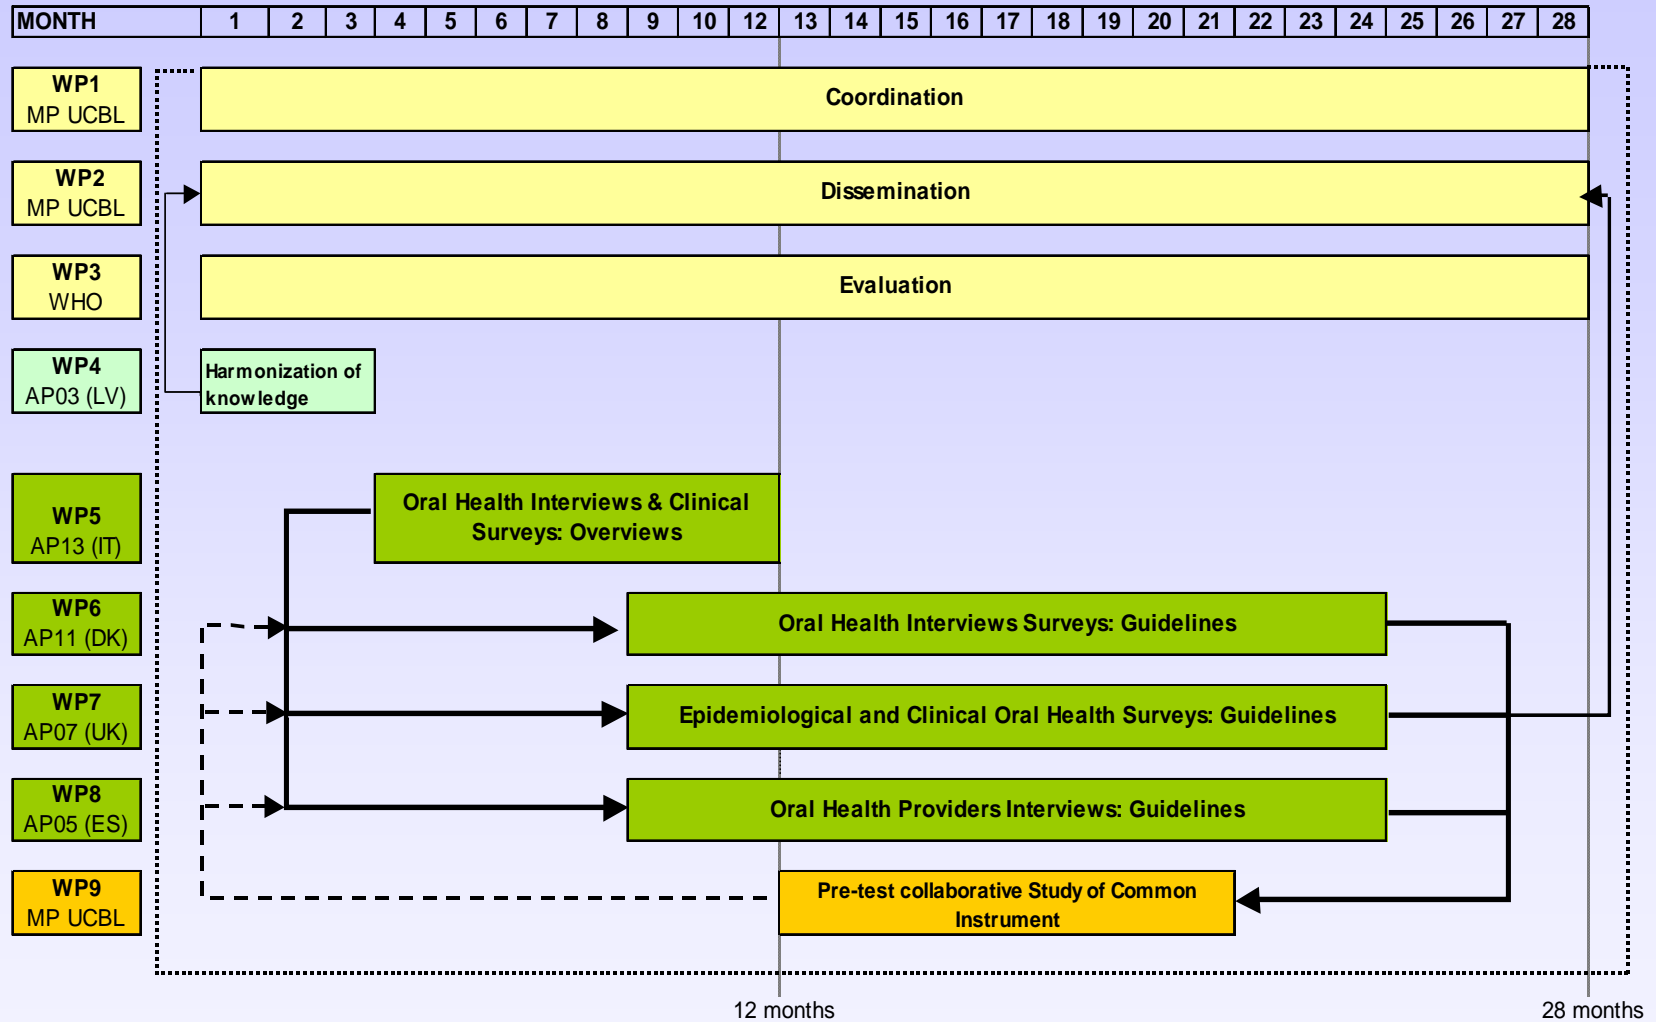 MONTH 1 2 3 4 5 6 7 8 9 10 12 13 14 15 16 17 18 19 20 21 22 23 24 25 26 27 28
WP1
MP UCBL
Coordination
WP2
MP UCBL
Dissemination
WP3
WHO
Evaluation
WP4
AP03 (LV)
Harmonization of
knowledge
WP5
AP13 (IT)
Oral Health Interviews & Clinical
Surveys: Overviews
WP6
AP11 (DK)
Oral Health Interviews Surveys: Guidelines
WP7
AP07 (UK)
Epidemiological and Clinical Oral Health Surveys: Guidelines
WP8
AP05 (ES)
Oral Health Providers Interviews: Guidelines
WP9
MP UCBL
Pre-test collaborative Study of Common
Instrument
12 months
28 months